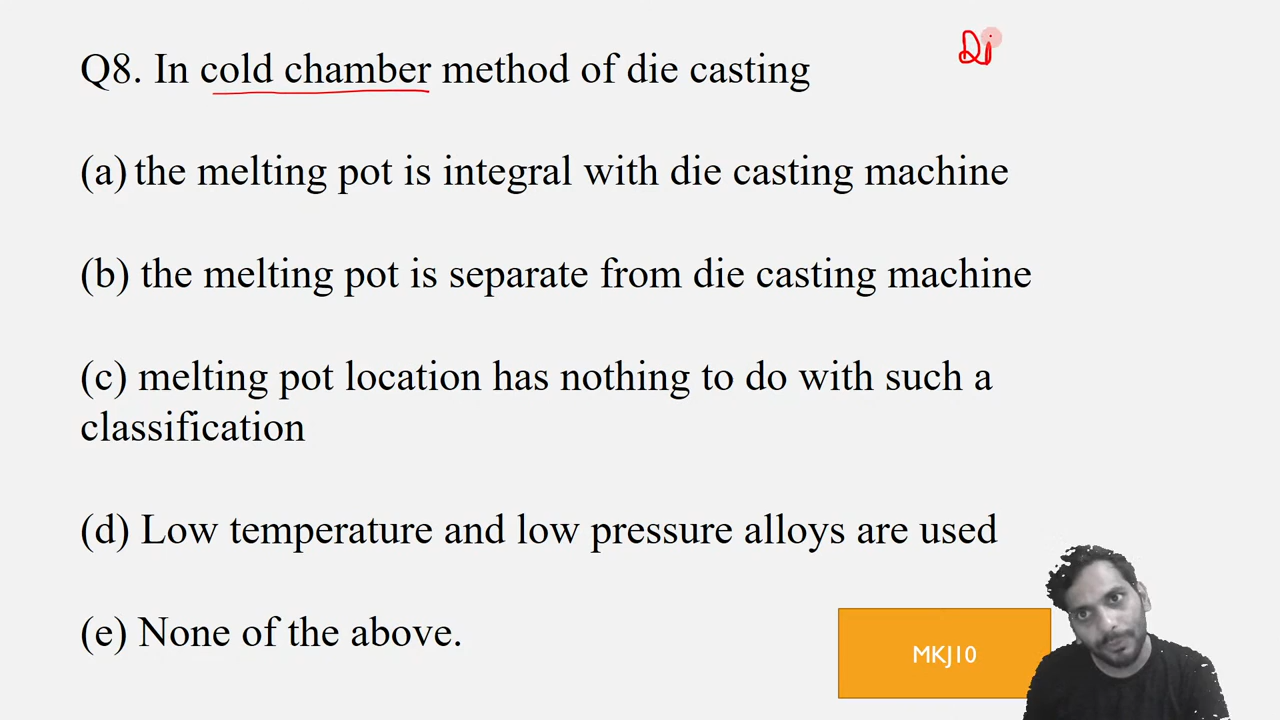 Q8. In cold chamber method of die casting
Di
(a) the melting pot is integral with die casting machine
(b) the melting pot is separate from die casting machine
(c) melting pot location has nothing to do with such a
classification
(d) Low temperature and low pressure alloys are used
(e) None of the above.
MKJ10